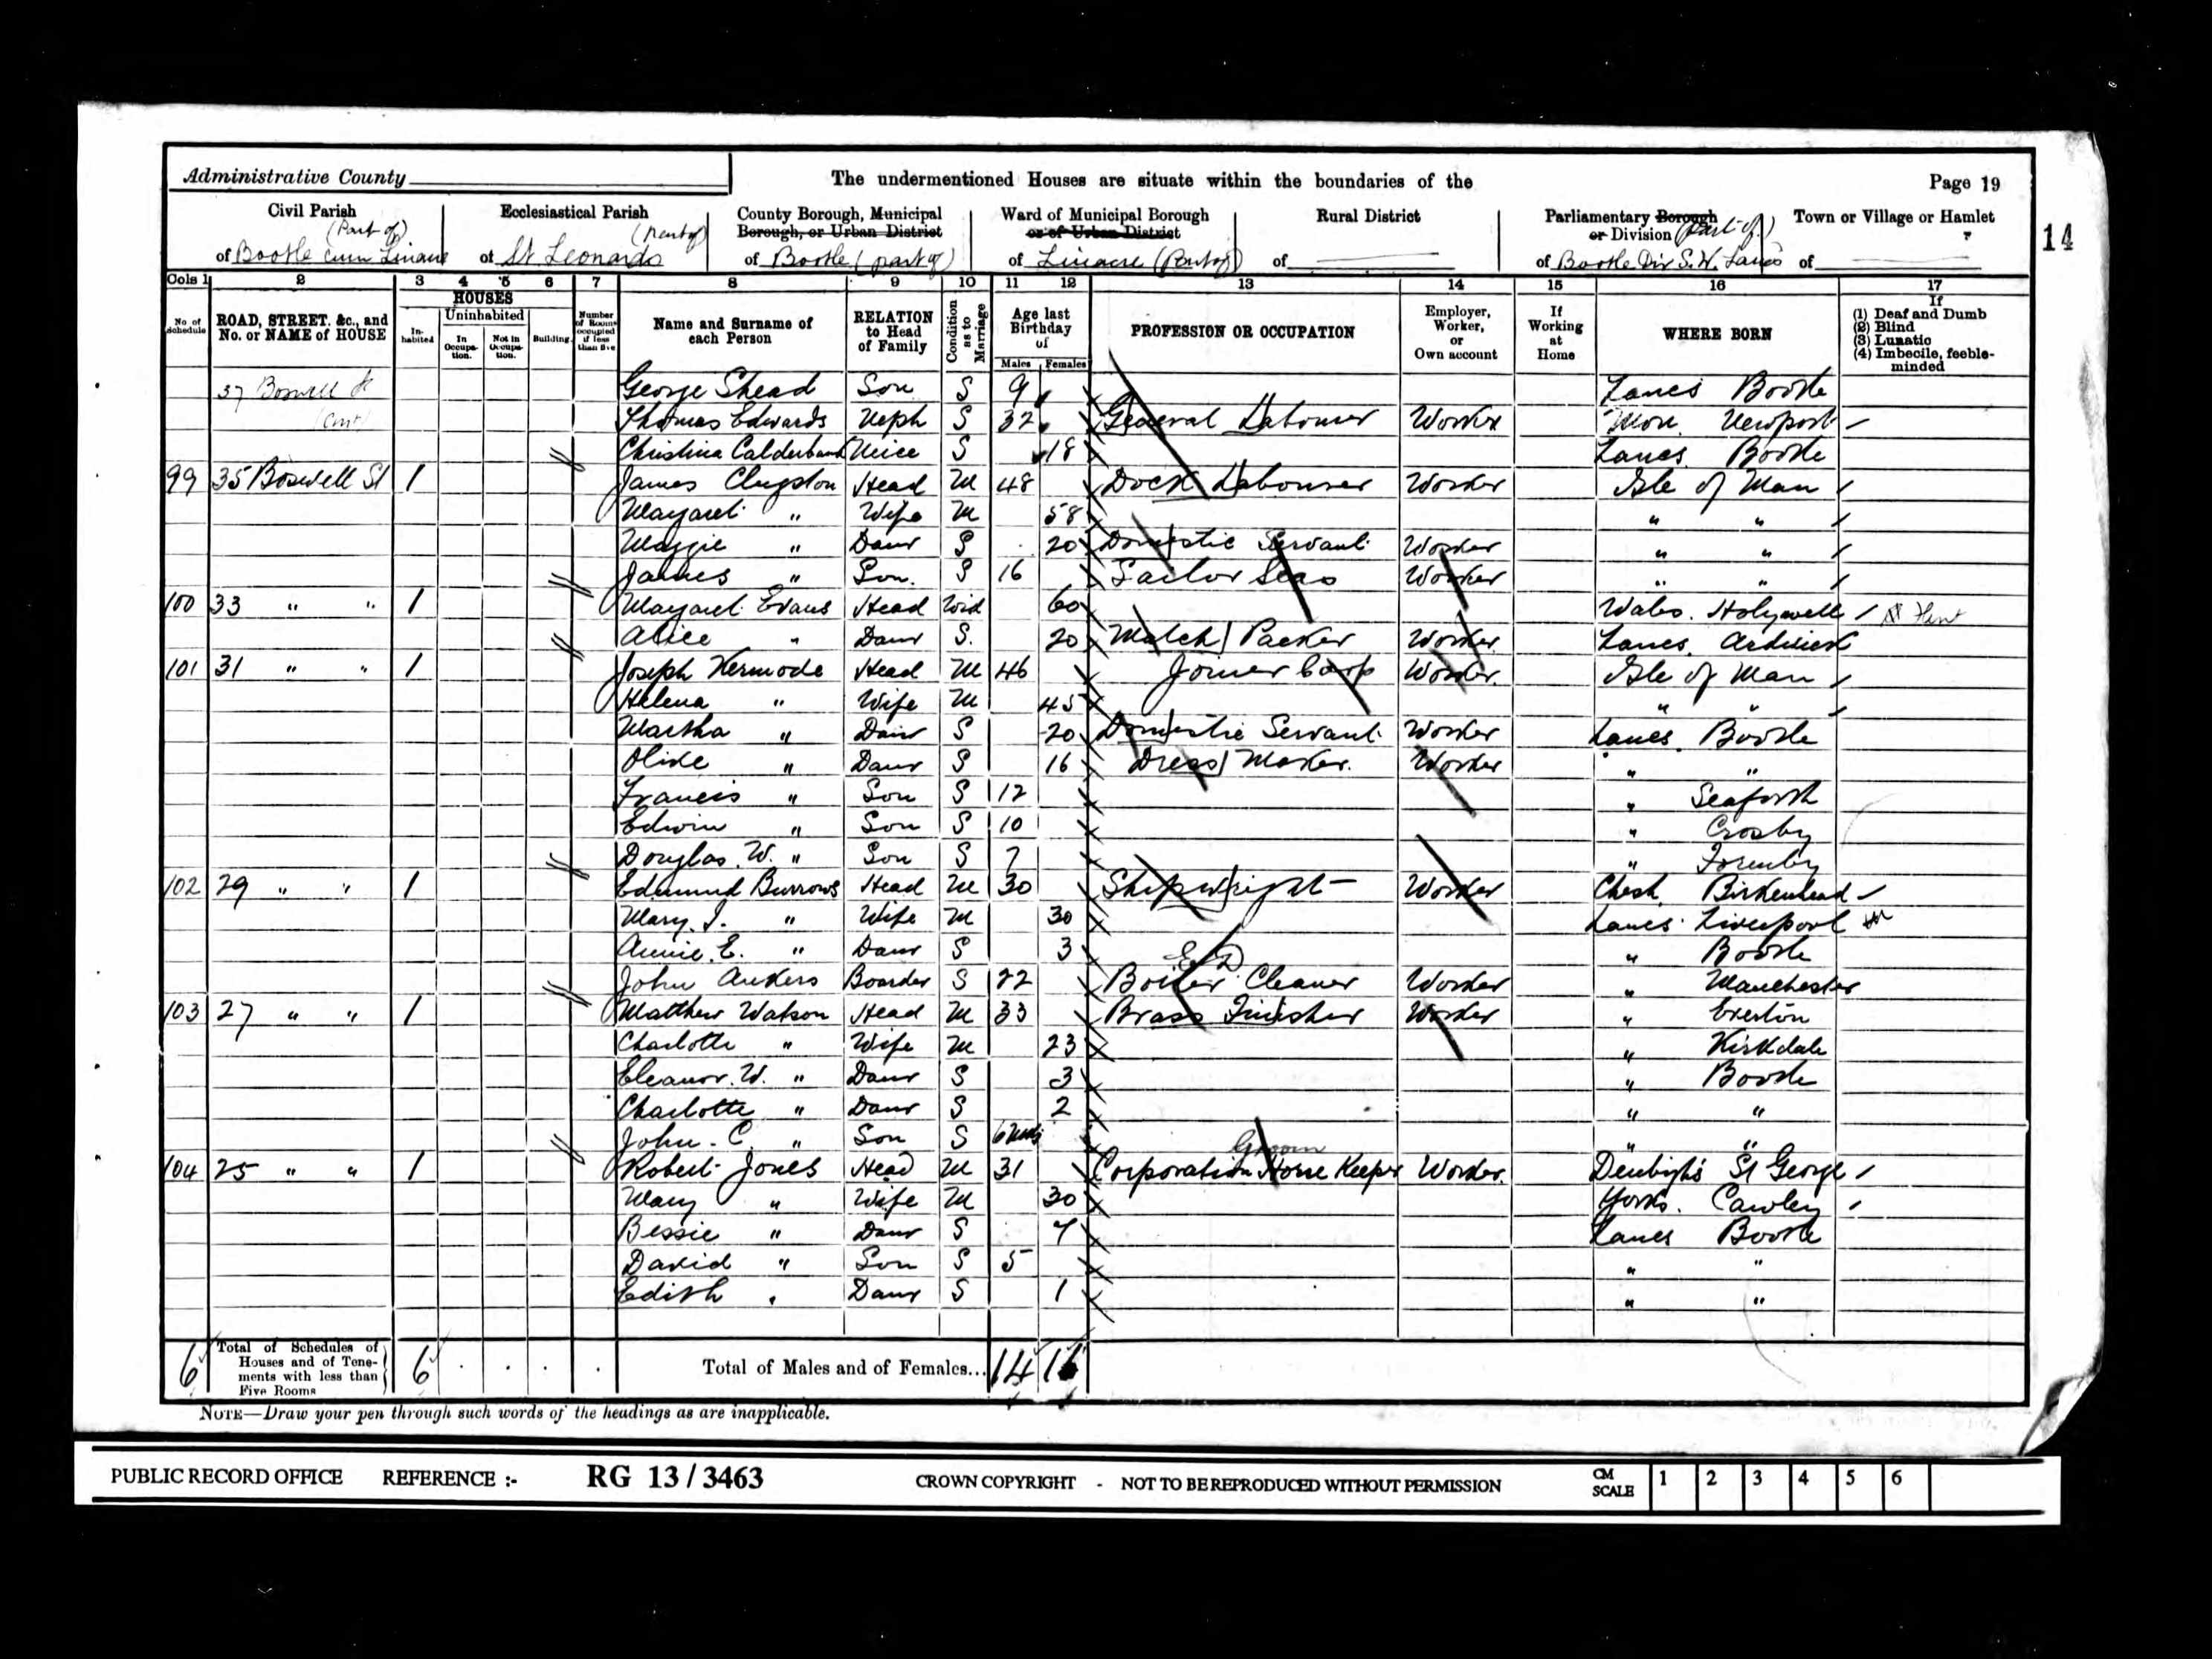 Administrative County
The undermentioned Houses are situate within the boundaries of the
Page 19
14
Civil Parish
(Part of)
of Bootle cum Linacre
Ecclesiastical Parish
(Part of)
of St Leonards
County Borough, Municipal
Borough, or Urban District
of Bootle (part of)
Ward of Municipal Borough
or of Urban District
of Linacre (Part of)
Rural District
of
Parliamentary Borough
or Division (Part of)
of Bootle Div S.W. Lancs
Town or Village or Hamlet
of
Cols 1 2 3 4 5 6 7 8 9 10 11 12 13 14 15 16 17
No of Schedule
ROAD, STREET, &c., and No. or NAME of HOUSE
HOUSES
Inhabited
Uninhabited
In Occupation.
Not in Occupation.
Building.
Number of Rooms occupied if less than five
Name and Surname of each Person
RELATION to Head of Family
Condition as to Marriage
Age last Birthday of
Males Females
PROFESSION OR OCCUPATION
Employer, Worker, or Own account
If Working at Home
WHERE BORN
If
(1) Deaf and Dumb
(2) Blind
(3) Lunatic
(4) Imbecile, feeble-minded
37 Boswell St George Shead Son S 9 Lancs Bootle
(Cont) Thomas Edwards Neph S 32 General Labourer Worker Mon. Newport
Christina Calderbank Neice S 18 Lancs. Bootle
99 35 Boswell St 1 James Clugston Head M 48 Dock Labourer Worker Isle of Man
Margaret " Wife M 58 " "
Maggie " Daur S 20 Domestic Servant Worker " "
James " Son. S 16 Sailor Seas Worker " "
100 33 " " 1 Margaret Evans Head Wid 60 Wales. Holywell Flint
Alice " Daur S. 20 Match Packer Worker Lancs. Ardwick
101 31 " " 1 Joseph Kermode Head M 46 Joiner Carp Worker. Isle of Man
Helena " Wife M 45 " "
Martha " Daur S 20 Domestic Servant Worker Lancs. Bootle
Olive " Daur S 16 Dress Maker. Worker " "
Francis " Son S 12 " Seaforth
Edwin " Son S 10 " Crosby
Douglas. W. " Son S 7 " Formby
102 29 " " 1 Edmund Burrows Head M 30 Shipwright Worker Chesh. Birkenhead
Mary. J. " Wife M 30 Lancs. Liverpool
Annie. E. " Daur S 3 " Bootle
John Ankers Boarder S 22 Boiler Cleaner Worker " Manchester
103 27 " " 1 Matthew Watson Head M 33 Brass Finisher Worker " Everton
Charlotte " Wife M 23 " Kirkdale
Eleanor. W. " Daur S 3 " Bootle
Charlotte " Daur S 2 " "
John. C. " Son S " "
Groom
104 25 " " 1 Robert Jones Head M 31 Corporation Horse Keeper Worker. Denbighs St George
Mary " Wife M 30 Yorks. Cawley
Bessie " Daur S 7 Lancs Bootle
David " Son S 5 " "
Edith " Daur S 1 " "
6 Total of Schedules of Houses and of Tenements with less than Five Rooms 6 Total of Males and of Females... 14 16
NOTE—Draw your pen through such words of the headings as are inapplicable.
PUBLIC RECORD OFFICE REFERENCE :- RG 13/3463 CROWN COPYRIGHT - NOT TO BE REPRODUCED WITHOUT PERMISSION CM SCALE 1 2 3 4 5 6